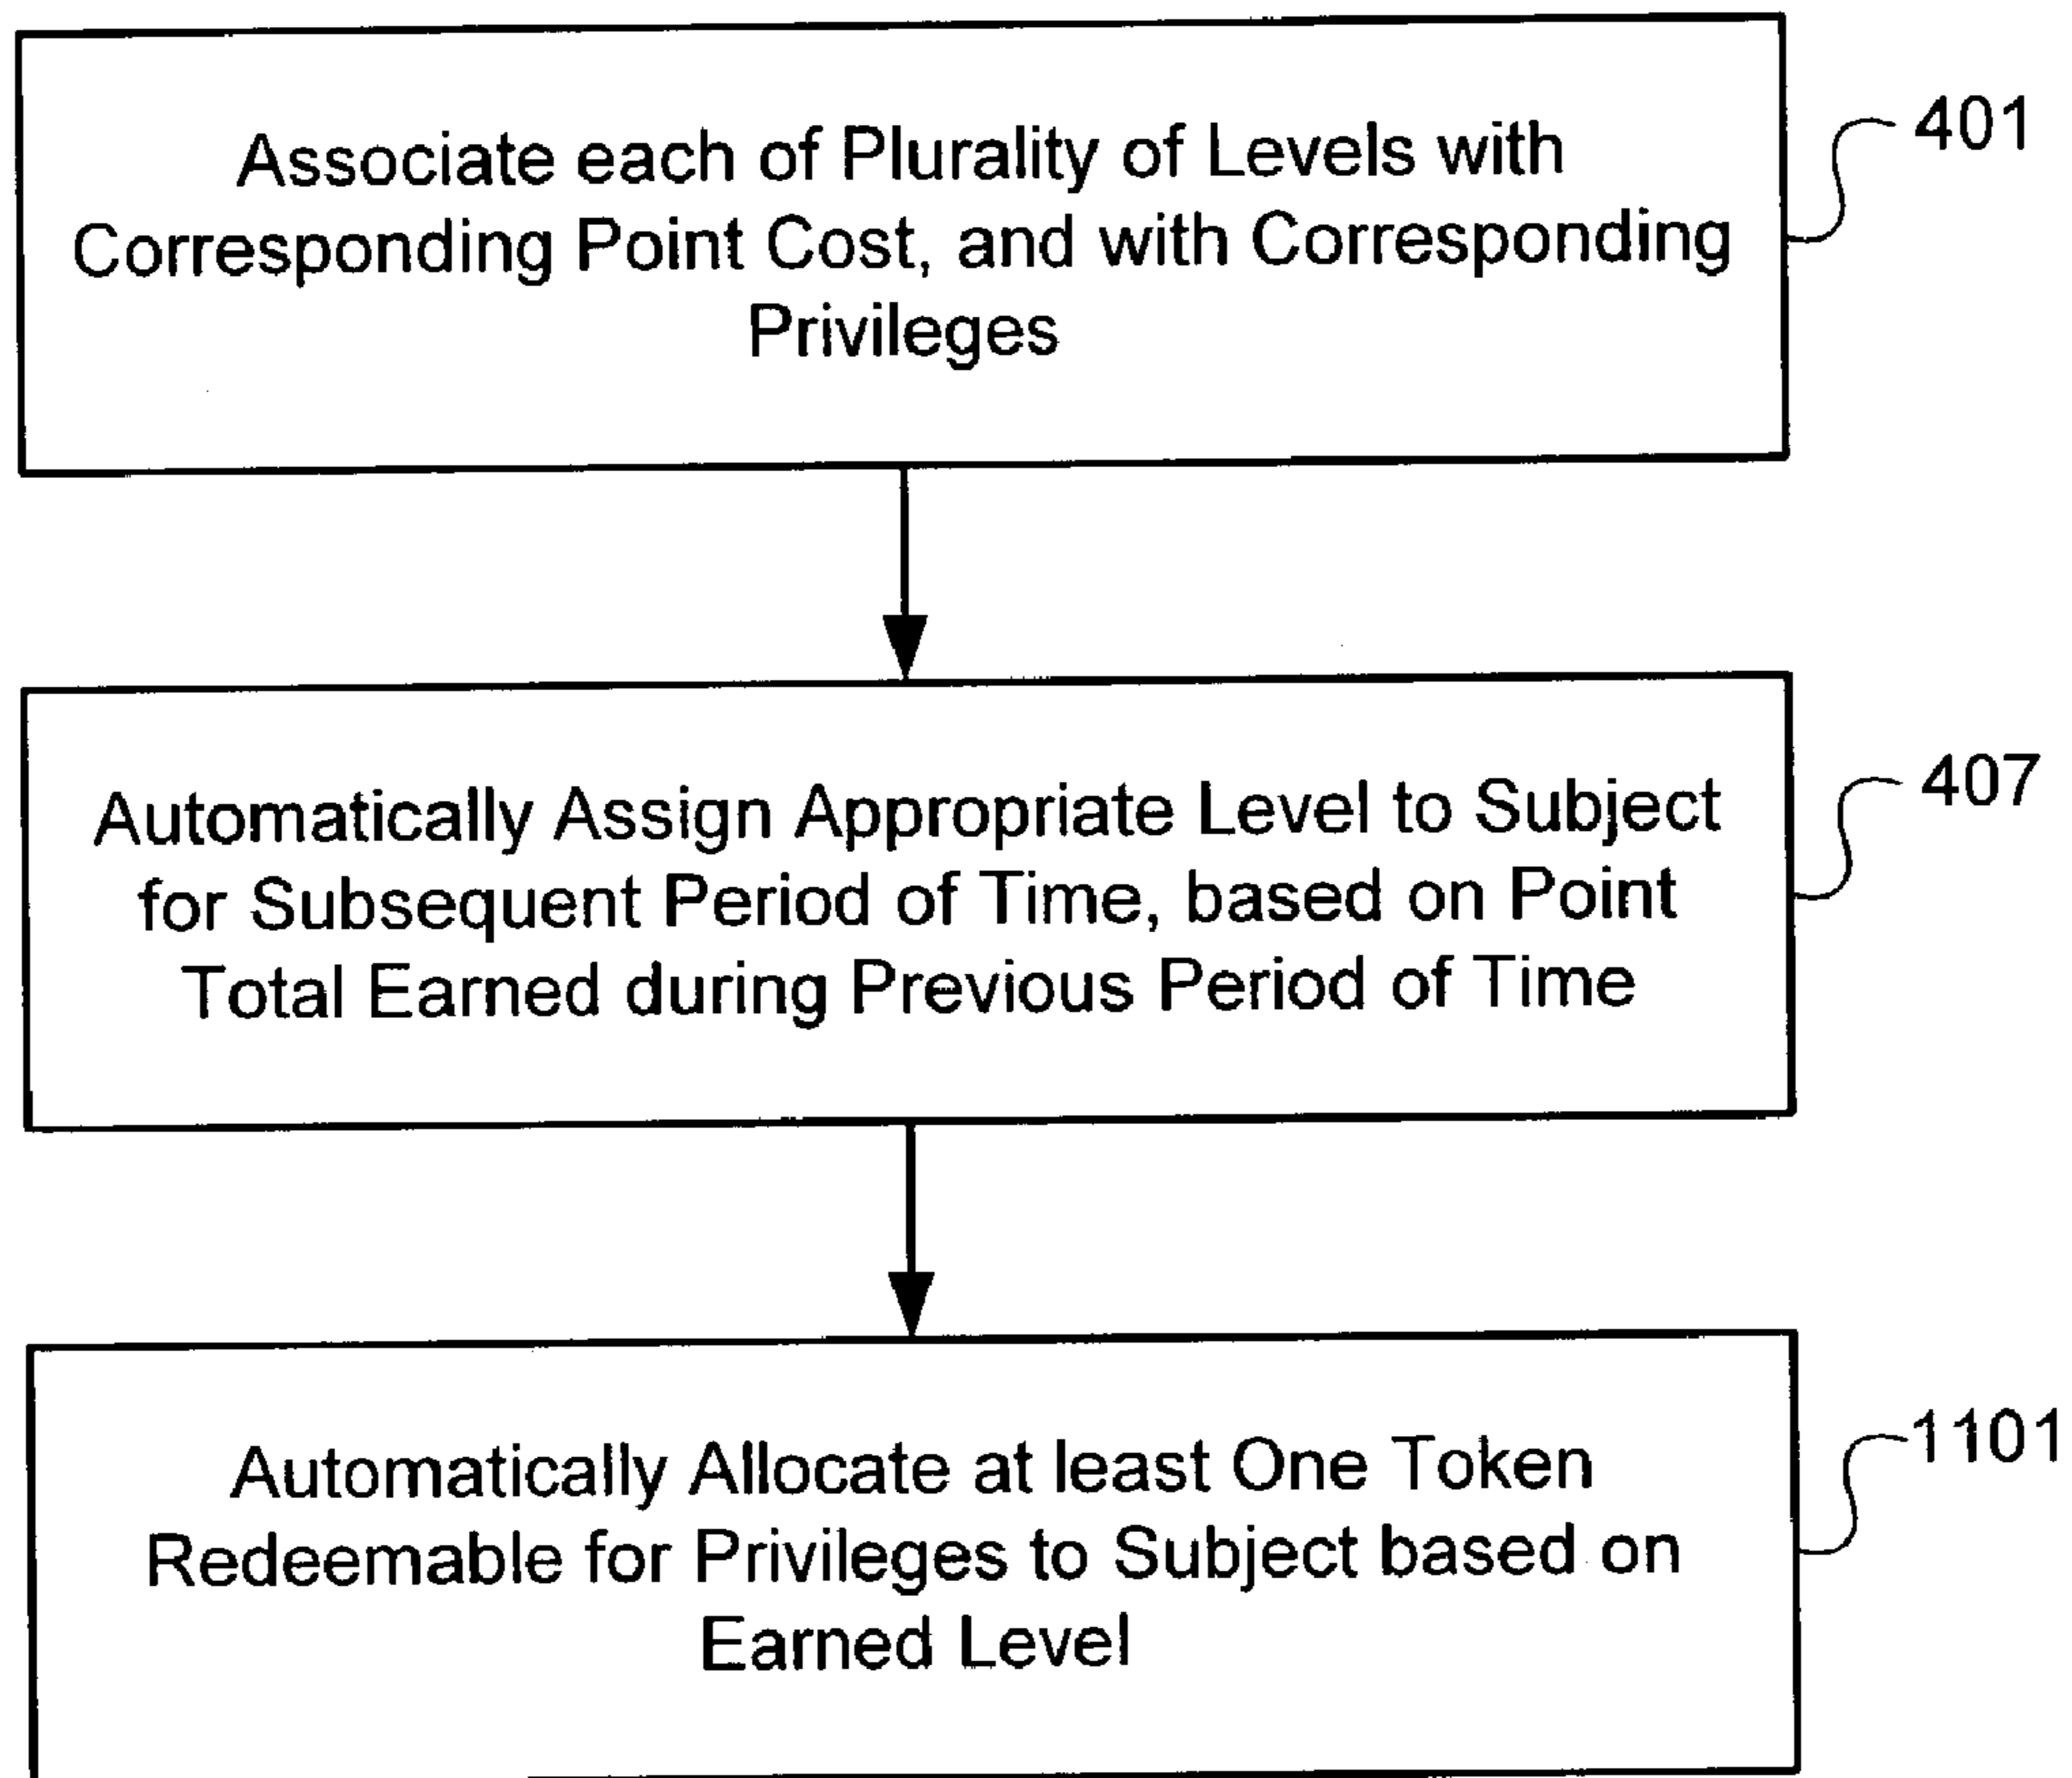 Associate each of Plurality of Levels with
Corresponding Point Cost, and with Corresponding
Privileges
401
Automatically Assign Appropriate Level to Subject
for Subsequent Period of Time, based on Point
Total Earned during Previous Period of Time
407
Automatically Allocate at least One Token
Redeemable for Privileges to Subject based on
Earned Level
1101